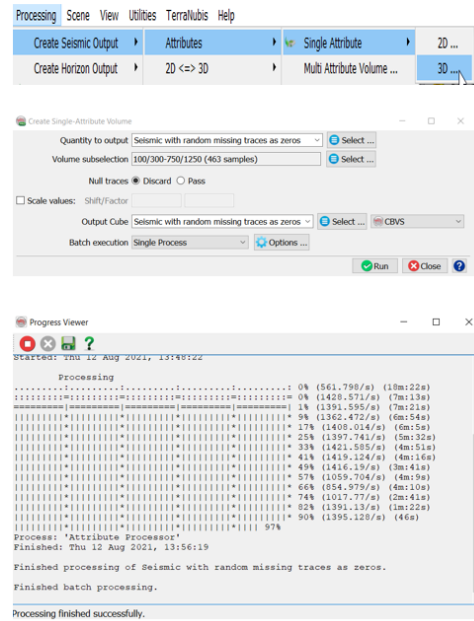 Processing Scene View Utilities TerraNubis Help
Create Seismic Output Attributes Single Attribute 2D ...
Create Horizon Output 2D <=> 3D Multi Attribute Volume ... 3D ...
Create Single-Attribute Volume
Quantity to output Seismic with random missing traces as zeros Select ...
Volume subselection 100/300-750/1250 (463 samples) Select ...
Null traces Discard Pass
Scale values: Shift/Factor
Output Cube Seismic with random missing traces as zeros Select ... CBVS
Batch execution Single Process Options ...
Run Close ?
Progress Viewer
?
Started: Thu 12 Aug 2021, 13:48:22
Processing
.........:.........:.........:.........:.........: 0% (561.798/s) (18m:22s)
:::::::::=:::::::::=:::::::::=:::::::::=:::::::::= 0% (1428.571/s) (7m:13s)
=========|=========|=========|=========|=========| 1% (1391.595/s) (7m:21s)
|||||||||*|||||||||*|||||||||*|||||||||*|||||||||* 9% (1362.472/s) (6m:54s)
|||||||||*|||||||||*|||||||||*|||||||||*|||||||||* 17% (1408.014/s) (6m:5s)
|||||||||*|||||||||*|||||||||*|||||||||*|||||||||* 25% (1397.741/s) (5m:32s)
|||||||||*|||||||||*|||||||||*|||||||||*|||||||||* 33% (1421.585/s) (4m:51s)
|||||||||*|||||||||*|||||||||*|||||||||*|||||||||* 41% (1419.124/s) (4m:16s)
|||||||||*|||||||||*|||||||||*|||||||||*|||||||||* 49% (1416.19/s) (3m:41s)
|||||||||*|||||||||*|||||||||*|||||||||*|||||||||* 57% (1059.704/s) (4m:9s)
|||||||||*|||||||||*|||||||||*|||||||||*|||||||||* 66% (854.979/s) (4m:10s)
|||||||||*|||||||||*|||||||||*|||||||||*|||||||||* 74% (1017.77/s) (2m:41s)
|||||||||*|||||||||*|||||||||*|||||||||*|||||||||* 82% (1391.13/s) (1m:22s)
|||||||||*|||||||||*|||||||||*|||||||||*|||||||||* 90% (1395.128/s) (46s)
|||||||||*|||||||||*|||||||||*|||||||||*|||| 97%
Process: 'Attribute Processor'
Finished: Thu 12 Aug 2021, 13:56:19
Finished processing of Seismic with random missing traces as zeros.
Finished batch processing.
Processing finished successfully.